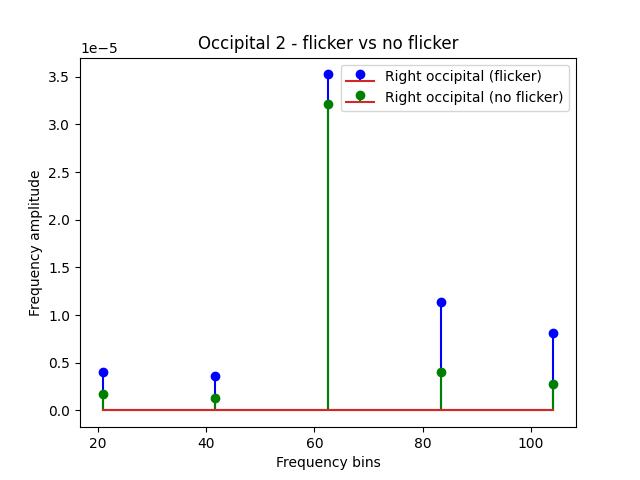 Occipital 2 - flicker vs no flicker
1e−5
Right occipital (flicker)
Right occipital (no flicker)
3.5
3.0
2.5
2.0
1.5
1.0
0.5
0.0
Frequency amplitude
20 40 60 80 100
Frequency bins